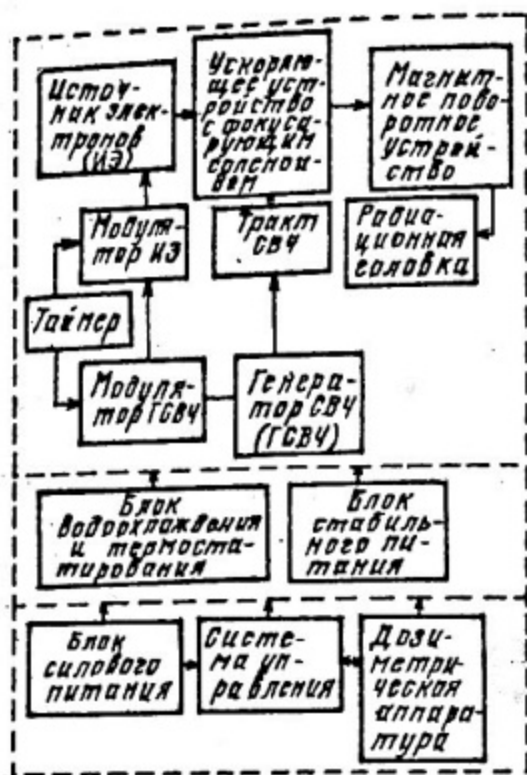 Источ-
ник элек-
тронов
(ИЭ)
Ускоряю-
щее уст-
ройство
с фокуси-
рующим
соленои-
дом
Магнит-
ное пово-
ротное
устрой-
ство
Модуля-
тор ИЭ
Тракт
СВЧ
Радиа-
ционная
головка
Таймер
Модуля-
тор ГСВЧ
Генера-
тор СВЧ
(ГСВЧ)
Блок
водоохлаждения
и термоста-
тирования
Блок
стабиль-
ного пи-
тания
Блок
силового
питания
Систе-
ма уп-
равления
Дози-
метри-
ческая
аппара-
тура